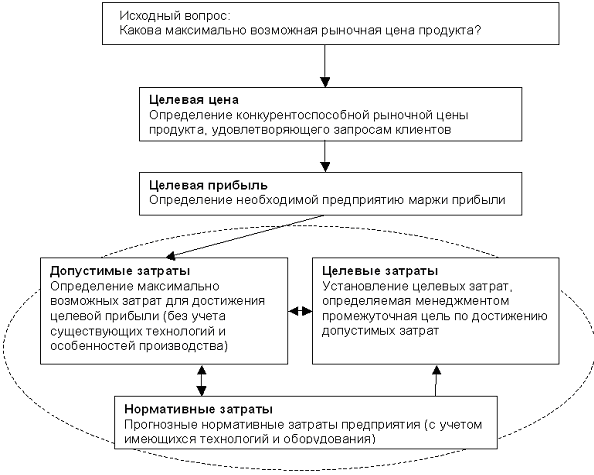 Исходный вопрос:
Какова максимально возможная рыночная цена продукта?
Целевая цена
Определение конкурентоспособной рыночной цены
продукта, удовлетворяющего запросам клиентов
Целевая прибыль
Определение необходимой предприятию маржи прибыли
Допустимые затраты
Определение максимально
возможных затрат для достижения
целевой прибыли (без учета
существующих технологий и
особенностей производства)
Целевые затраты
Установление целевых затрат,
определяемая менеджментом
промежуточная цель по достижению
допустимых затрат
Нормативные затраты
Прогнозные нормативные затраты предприятия (с учетом
имеющихся технологий и оборудования)